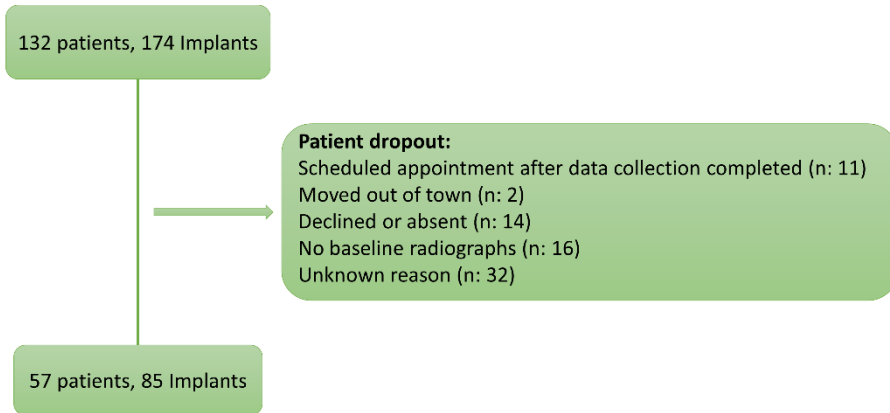 132 patients, 174 Implants
Patient dropout:
Scheduled appointment after data collection completed (n: 11)
Moved out of town (n: 2)
Declined or absent (n: 14)
No baseline radiographs (n: 16)
Unknown reason (n: 32)
57 patients, 85 Implants